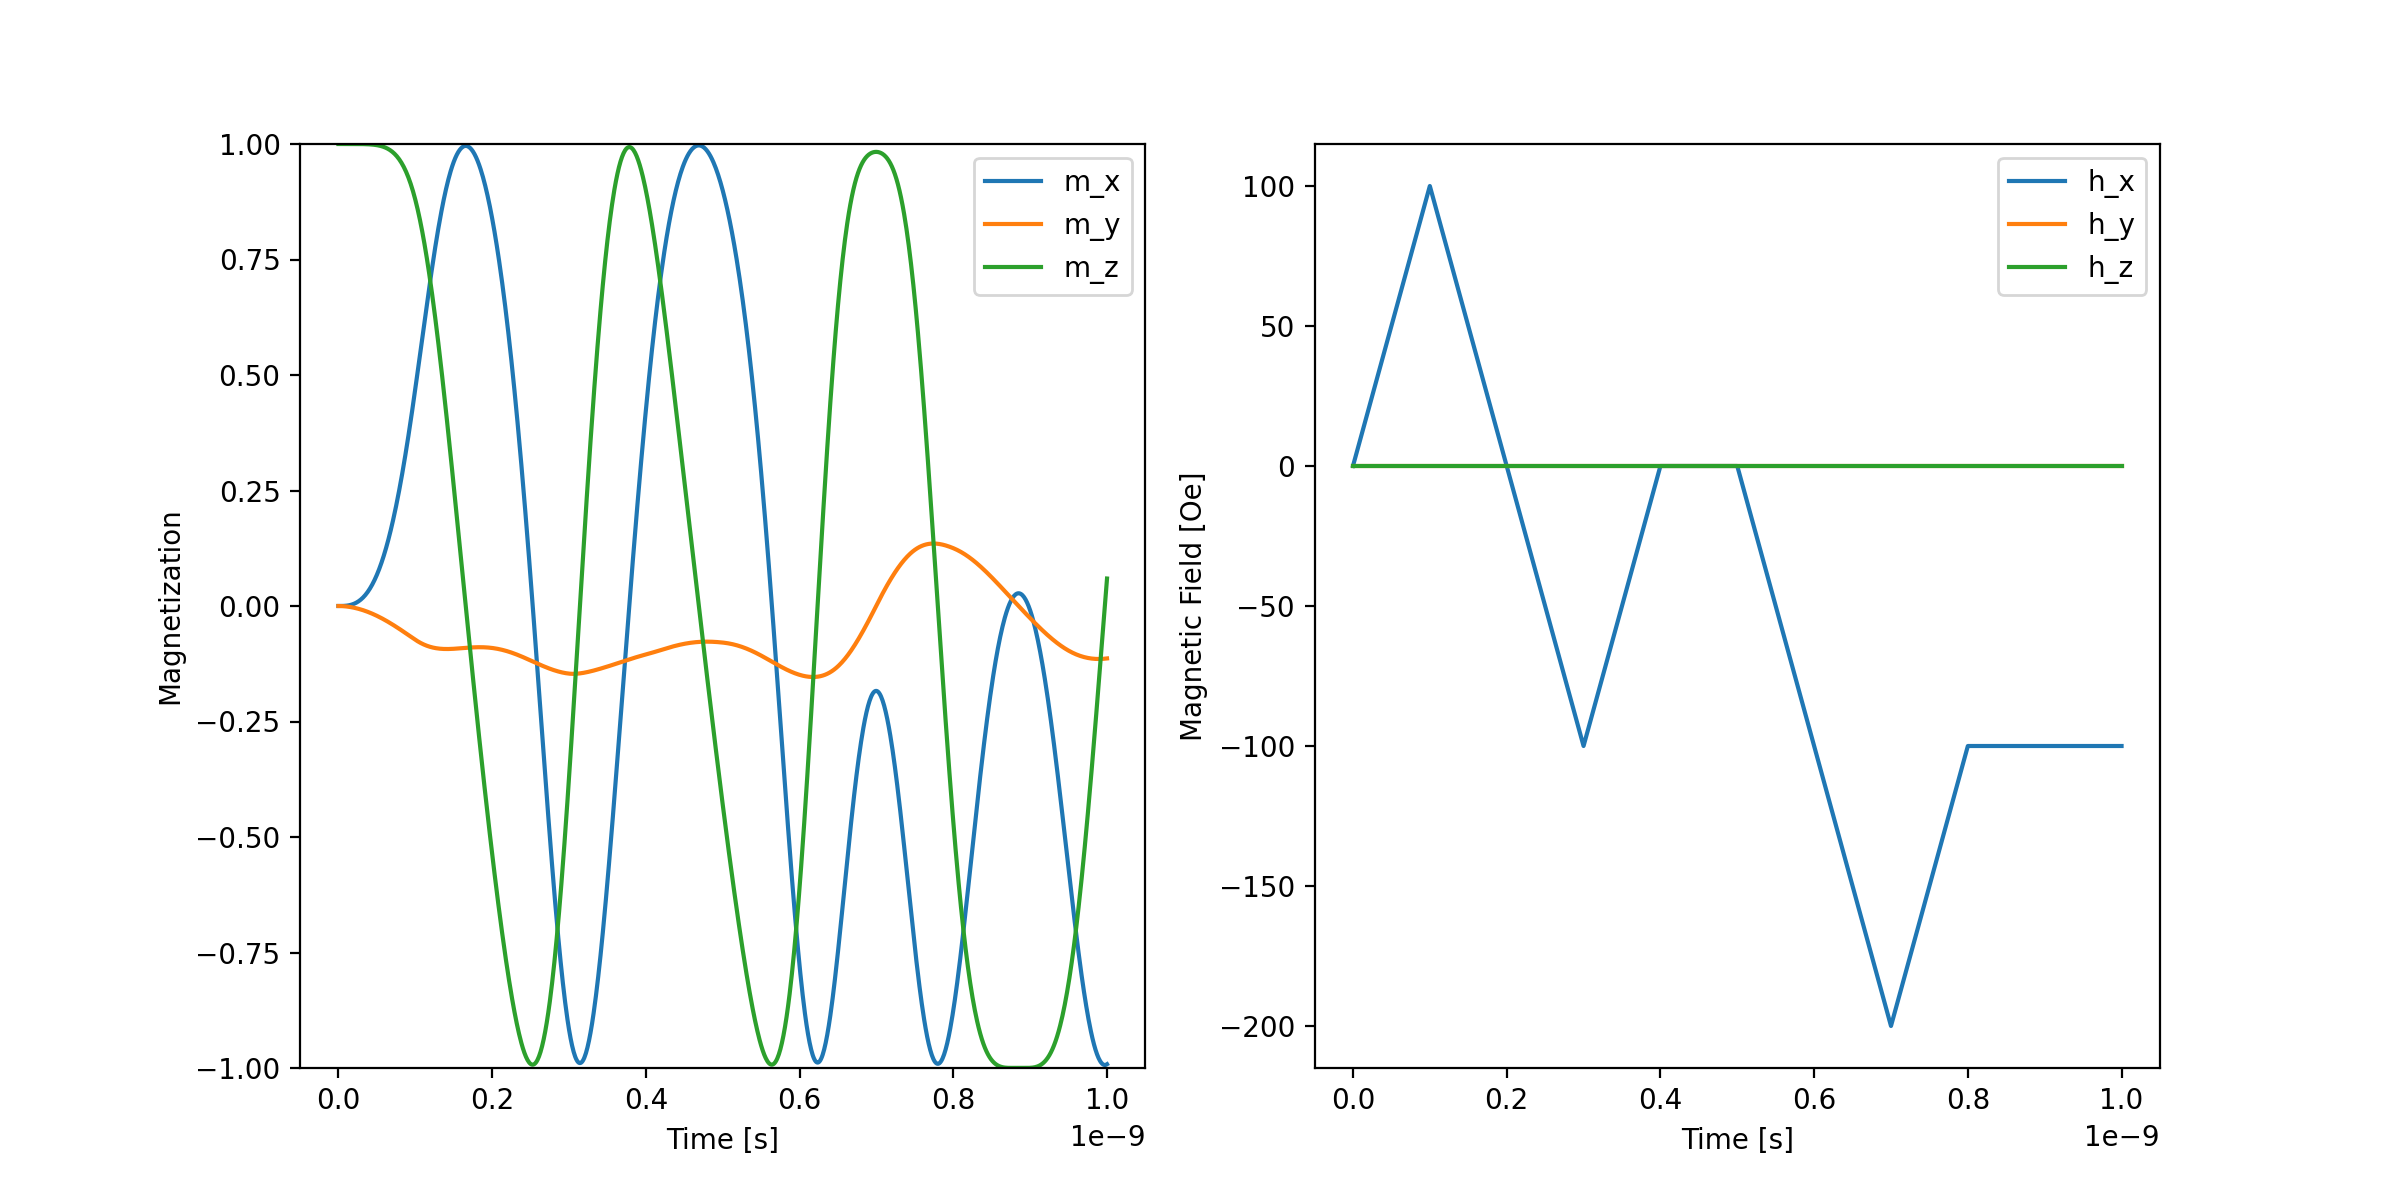 1.00
0.75
0.50
0.25
0.00
−0.25
−0.50
−0.75
−1.00
Magnetization
0.0 0.2 0.4 0.6 0.8 1.0
1e−9
Time [s]
m_x
m_y
m_z
100
50
0
−50
−100
−150
−200
Magnetic Field [Oe]
0.0 0.2 0.4 0.6 0.8 1.0
1e−9
Time [s]
h_x
h_y
h_z